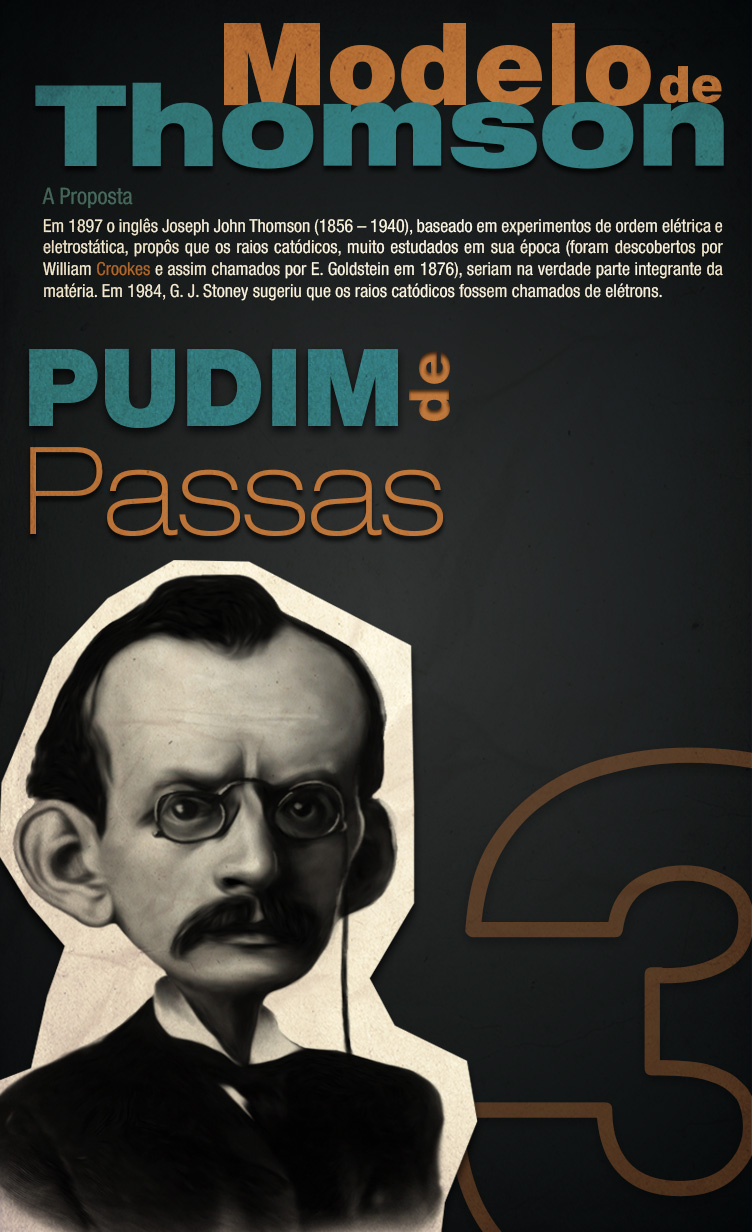 Modelo de
Thomson
A Proposta
Em 1897 o inglês Joseph John Thomson (1856 – 1940), baseado em experimentos de ordem elétrica e
eletrostática, propôs que os raios catódicos, muito estudados em sua época (foram descobertos por
William Crookes e assim chamados por E. Goldstein em 1876), seriam na verdade parte integrante da
matéria. Em 1984, G. J. Stoney sugeriu que os raios catódicos fossem chamados de elétrons.
PUDIM de
Passas
3